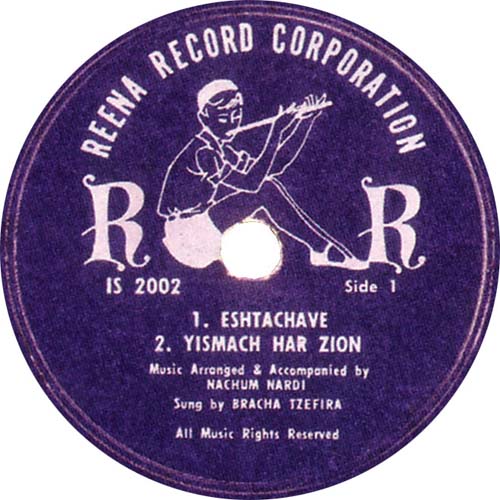 REENA RECORD CORPORATION
R R
IS 2002 Side 1
1. ESHTACHAVE
2. YISMACH HAR ZION
Music Arranged & Accompanied by
NACHUM NARDI
Sung by BRACHA TZEFIRA
All Music Rights Reserved